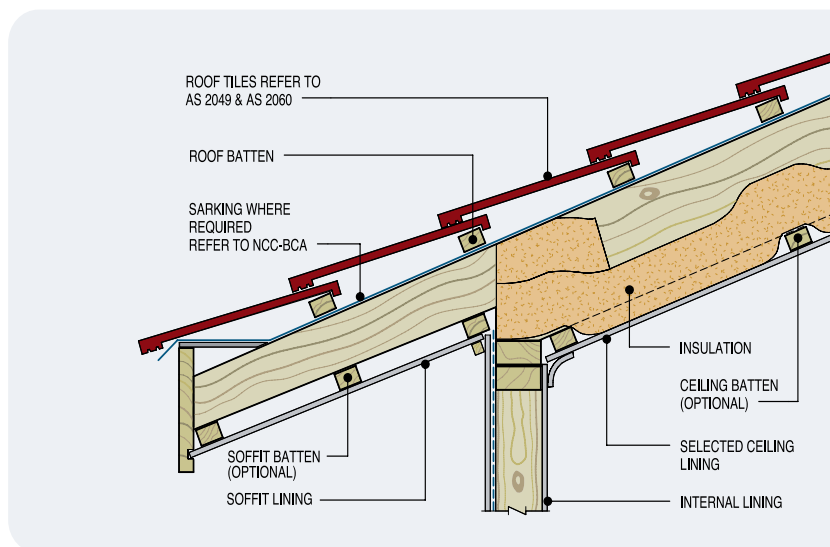 ROOF TILES REFER TO
AS 2049 & AS 2060
ROOF BATTEN
SARKING WHERE
REQUIRED
REFER TO NCC-BCA
INSULATION
CEILING BATTEN
(OPTIONAL)
SOFFIT BATTEN
(OPTIONAL)
SELECTED CEILING
LINING
SOFFIT LINING
INTERNAL LINING